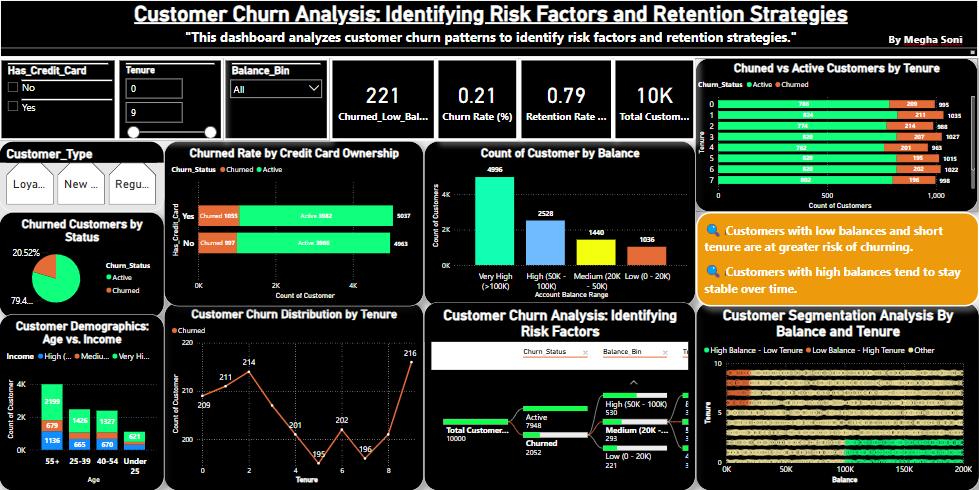 Customer Churn Analysis: Identifying Risk Factors and Retention Strategies
"This dashboard analyzes customer churn patterns to identify risk factors and retention strategies."
By Megha Soni
Has_Credit_Card
No
Yes
Tenure
0
9
Balance_Bin
All
221
Churned_Low_Bal...
0.21
Churn Rate (%)
0.79
Retention Rate ...
10K
Total Custom...
Chuned vs Active Customers by Tenure
Churn_Status Active Churned
Tenure
0 786 209 995
1 824 211 1035
2 774 214 988
3 820 207 1027
4 782 201 983
5 820 195 1015
6 820 202 1022
7 802 196 998
0 500 1,000
Count of Customers
Customer_Type
Loya...
New ...
Regu...
Churned Rate by Credit Card Ownership
Churn_Status Churned Active
Has_Credit_Card
Yes Churned 1055 Active 3982 5037
No Churned 997 Active 3966 4963
0K 2K 4K
Count of Customer
Count of Customer by Balance
Count of Customers
4K
2K
0K
4996
2528
1440
1036
Very High (>100K)
High (50K - 100K)
Medium (20K - 50K)
Low (0 - 20K)
Account Balance Range
Customers with low balances and short
tenure are at greater risk of churning.
Customers with high balances tend to stay
stable over time.
Churned Customers by
Status
20.52%
79.4...
Churn_Status
Active
Churned
Customer Demographics:
Age vs. Income
Income High (... Mediu... Very Hi...
Count of Customer
4K
2K
0K
2199
679
1136
1426
665
1327
670
621
55+ 25-39 40-54 Under 25
Age
Customer Churn Distribution by Tenure
Churned
Count of Customer
220
210
200
209
211
214
201
195
202
196
216
0 2 4 6 8
Tenure
Customer Churn Analysis: Identifying
Risk Factors
Churn_Status
Balance_Bin
Total Customer...
10000
Active
7948
Churned
2052
High (50K - 100K)
530
Medium (20K -...
293
Low (0 - 20K)
221
Customer Segmentation Analysis By
Balance and Tenure
High Balance - Low Tenure Low Balance - High Tenure Other
Tenure
10
5
0
0K 50K 100K 150K 200K
Balance